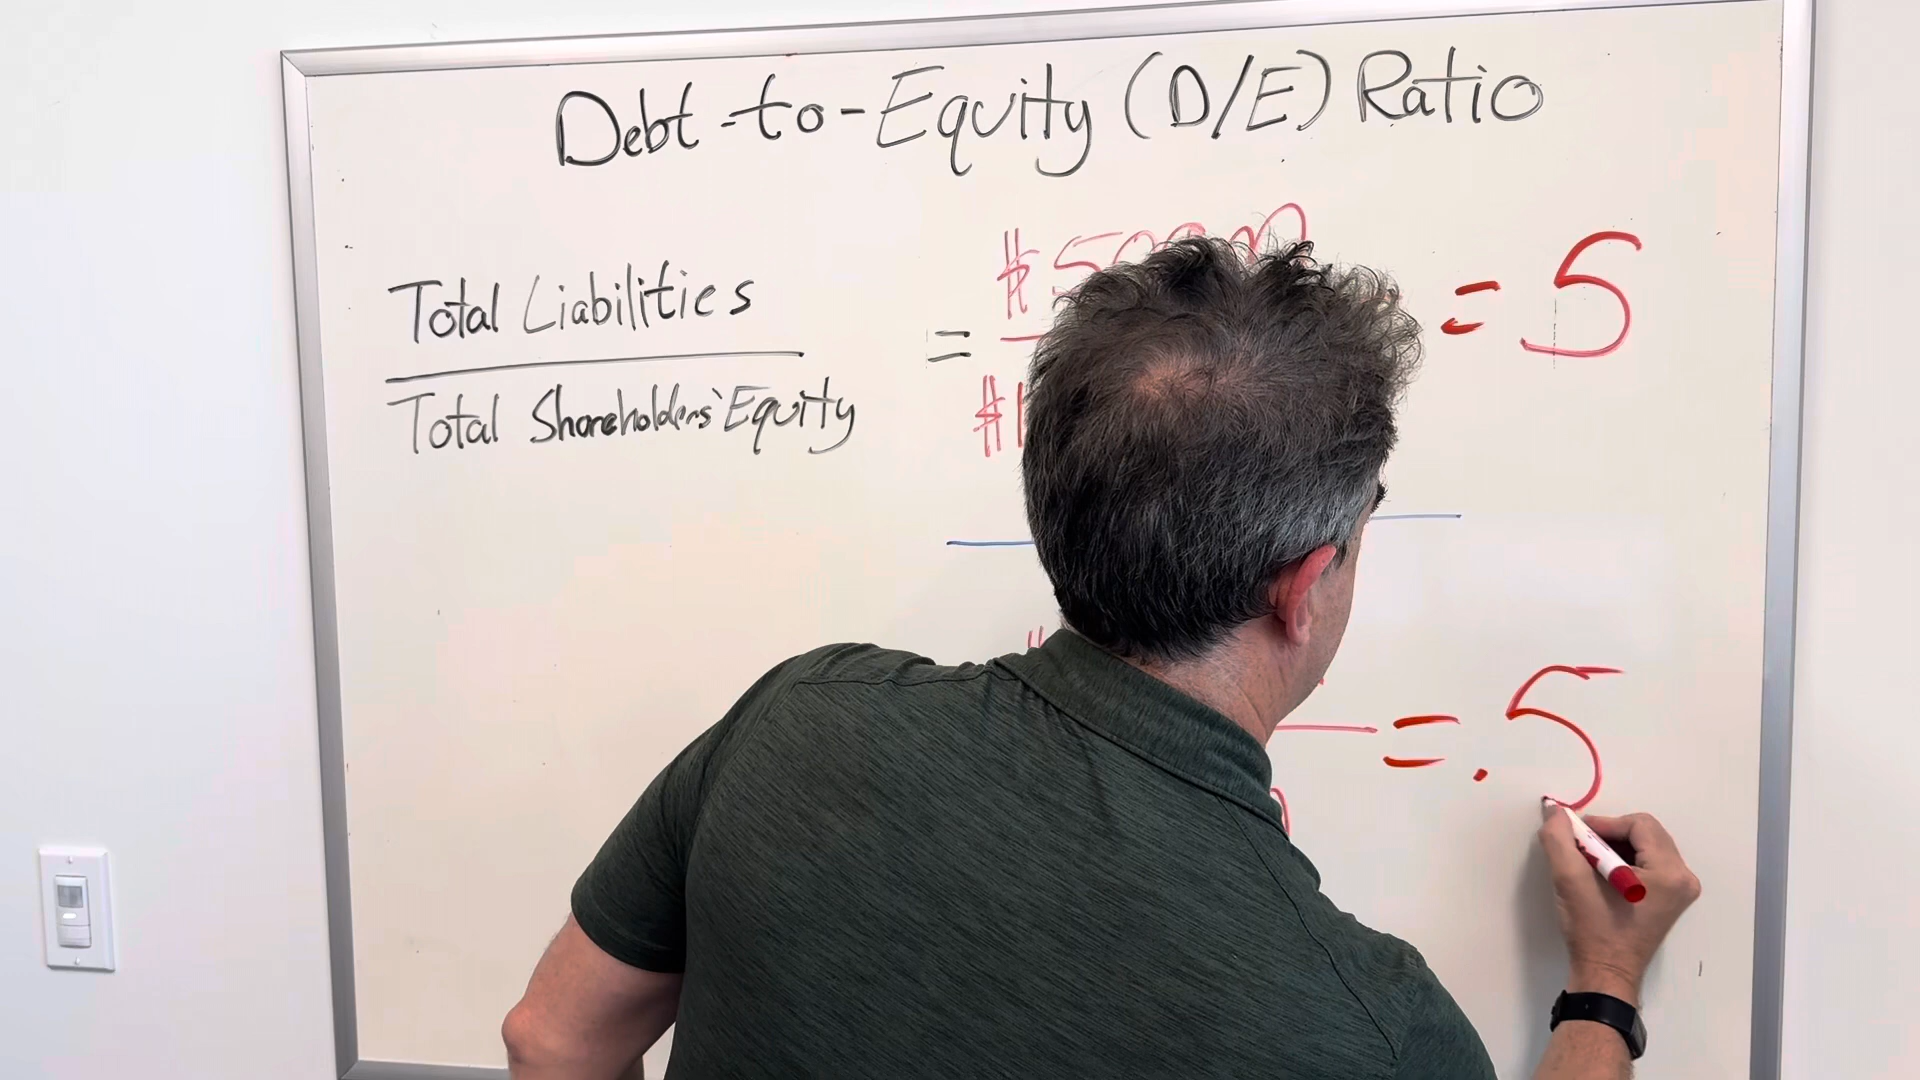 Debt-to-Equity (D/E) Ratio
Total Liabilities
Total Shareholders' Equity
=
= 5
= .5